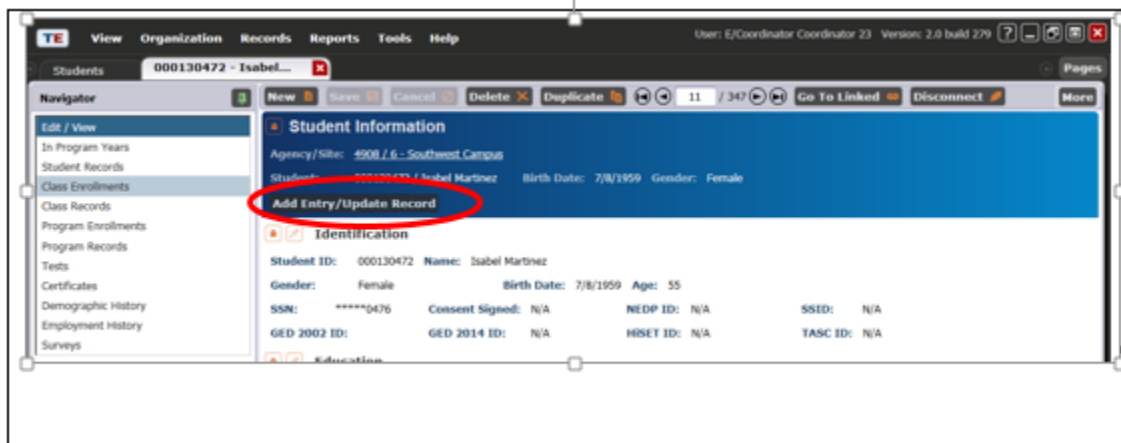 TE View Organization Records Reports Tools Help User: E/Coordinator Coordinator 23 Version: 2.0 build 279 ?
Students 000130472 - Isabel... Pages
Navigator New Save Cancel Delete Duplicate 11 / 347 Go To Linked Disconnect More
Edit / View
In Program Years
Student Records
Class Enrollments
Class Records
Program Enrollments
Program Records
Tests
Certificates
Demographic History
Employment History
Surveys
Student Information
Agency/Site: 4908 / 6 - Southwest Campus
Student: 000130472 / Isabel Martinez Birth Date: 7/8/1959 Gender: Female
Add Entry/Update Record
Identification
Student ID: 000130472 Name: Isabel Martinez
Gender: Female Birth Date: 7/8/1959 Age: 55
SSN: *****0476 Consent Signed: N/A NEDP ID: N/A SSID: N/A
GED 2002 ID: GED 2014 ID: N/A HiSET ID: N/A TASC ID: N/A
Education